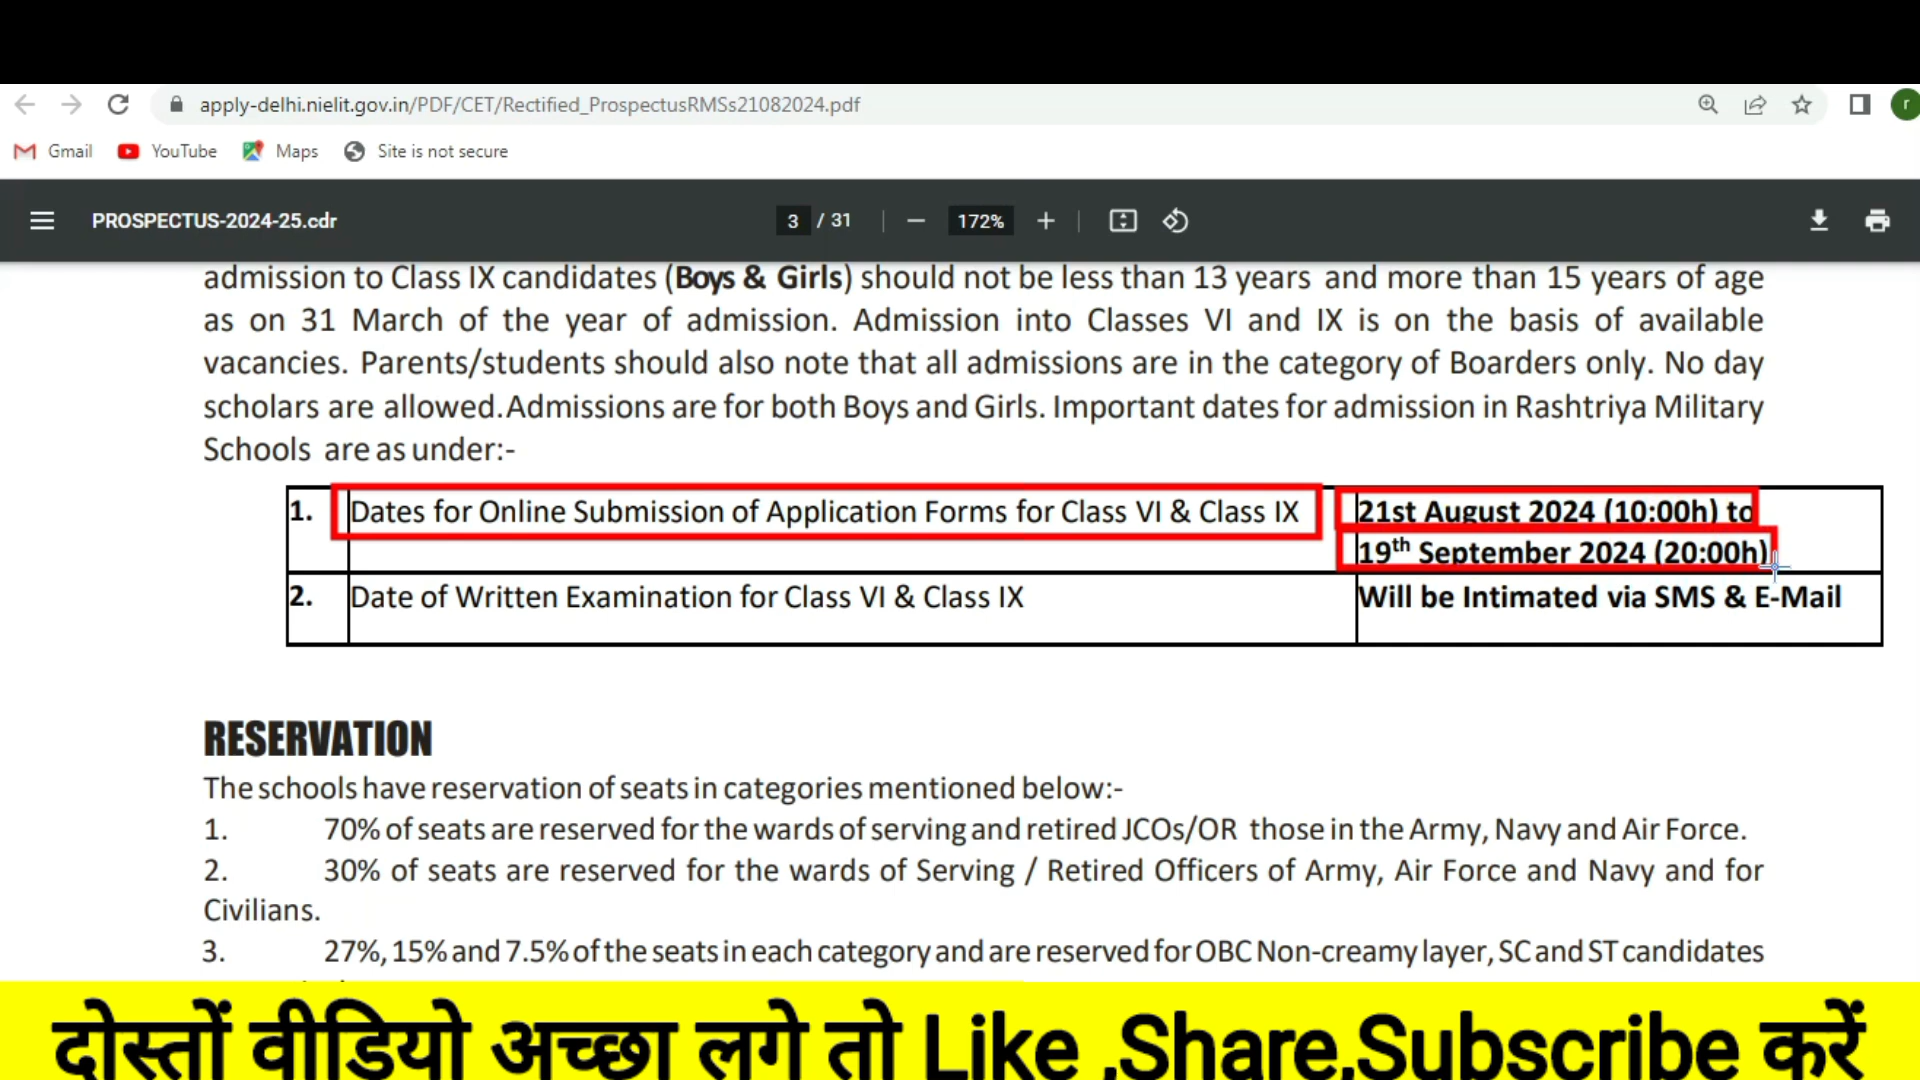 apply-delhi.nielit.gov.in/PDF/CET/Rectified_ProspectusRMSs21082024.pdf
r
Gmail YouTube Maps Site is not secure
PROSPECTUS-2024-25.cdr 3 / 31 172%
admission to Class IX candidates (Boys & Girls) should not be less than 13 years and more than 15 years of age
as on 31 March of the year of admission. Admission into Classes VI and IX is on the basis of available
vacancies. Parents/students should also note that all admissions are in the category of Boarders only. No day
scholars are allowed.Admissions are for both Boys and Girls. Important dates for admission in Rashtriya Military
Schools are as under:-
1. Dates for Online Submission of Application Forms for Class VI & Class IX 21st August 2024 (10:00h) to
19th September 2024 (20:00h)
2. Date of Written Examination for Class VI & Class IX Will be Intimated via SMS & E-Mail
RESERVATION
The schools have reservation of seats in categories mentioned below:-
1. 70% of seats are reserved for the wards of serving and retired JCOs/OR those in the Army, Navy and Air Force.
2. 30% of seats are reserved for the wards of Serving / Retired Officers of Army, Air Force and Navy and for
Civilians.
3. 27%, 15% and 7.5% of the seats in each category and are reserved for OBC Non-creamy layer, SC and ST candidates
दोस्तों वीडियो अच्छा लगे तो Like ,Share,Subscribe करें